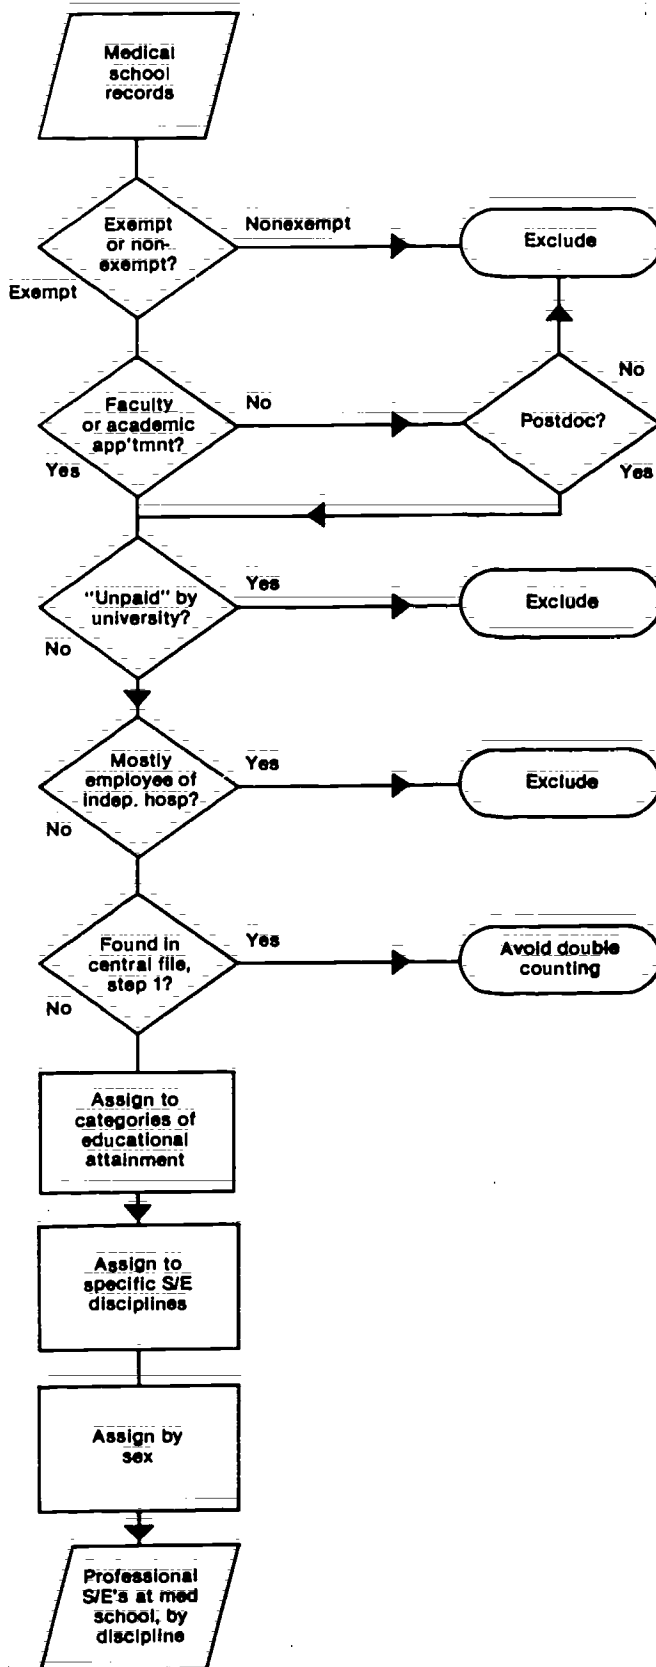 Medical
school
records
Exempt
or non-
exempt?
Nonexempt
Exclude
Exempt
Faculty
or academic
app'tmnt?
No
Postdoc?
No
Yes
Yes
"Unpaid" by
university?
Yes
Exclude
No
Mostly
employee of
indep. hosp?
Yes
Exclude
No
Found in
central file,
step 1?
Yes
Avoid double
counting
No
Assign to
categories of
educational
attainment
Assign to
specific S/E
disciplines
Assign by
sex
Professional
S/E's at med
school, by
discipline